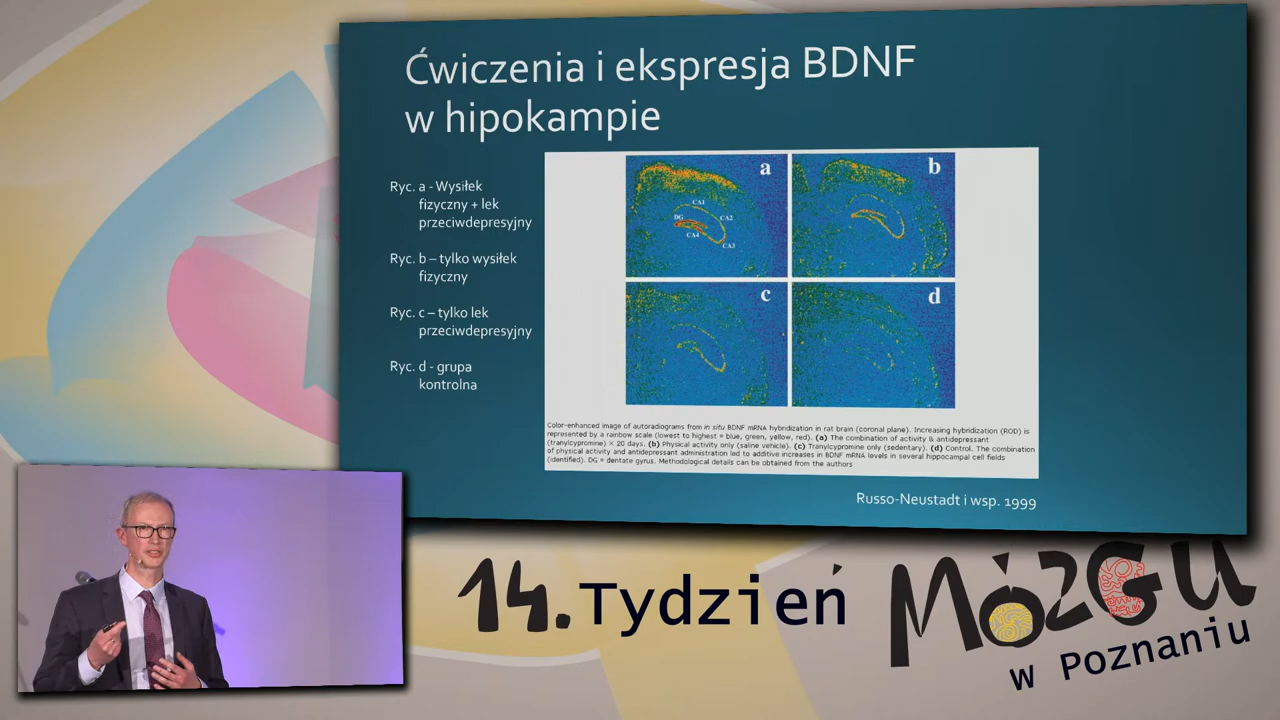 Ćwiczenia i ekspresja BDNF
w hipokampie
Ryc. a - Wysiłek
fizyczny + lek
przeciwdepresyjny
Ryc. b – tylko wysiłek
fizyczny
Ryc. c – tylko lek
przeciwdepresyjny
Ryc. d - grupa
kontrolna
a
CA1
DG
CA2
CA4
CA3
b
c
d
Color-enhanced image of autoradiograms from in situ BDNF mRNA hybridization in rat brain (coronal plane). Increasing hybridization (ROD) is
represented by a rainbow scale (lowest to highest = blue, green, yellow, red). (a) The combination of activity & antidepressant
(tranylcypromine) × 20 days. (b) Physical activity only (saline vehicle). (c) Tranylcypromine only (sedentary). (d) Control. The combination
of physical activity and antidepressant administration led to additive increases in BDNF mRNA levels in several hippocampal cell fields
(identified). DG = dentate gyrus. Methodological details can be obtained from the authors
Russo-Neustadt i wsp. 1999
14. Tydzień MÓZGU
w Poznaniu